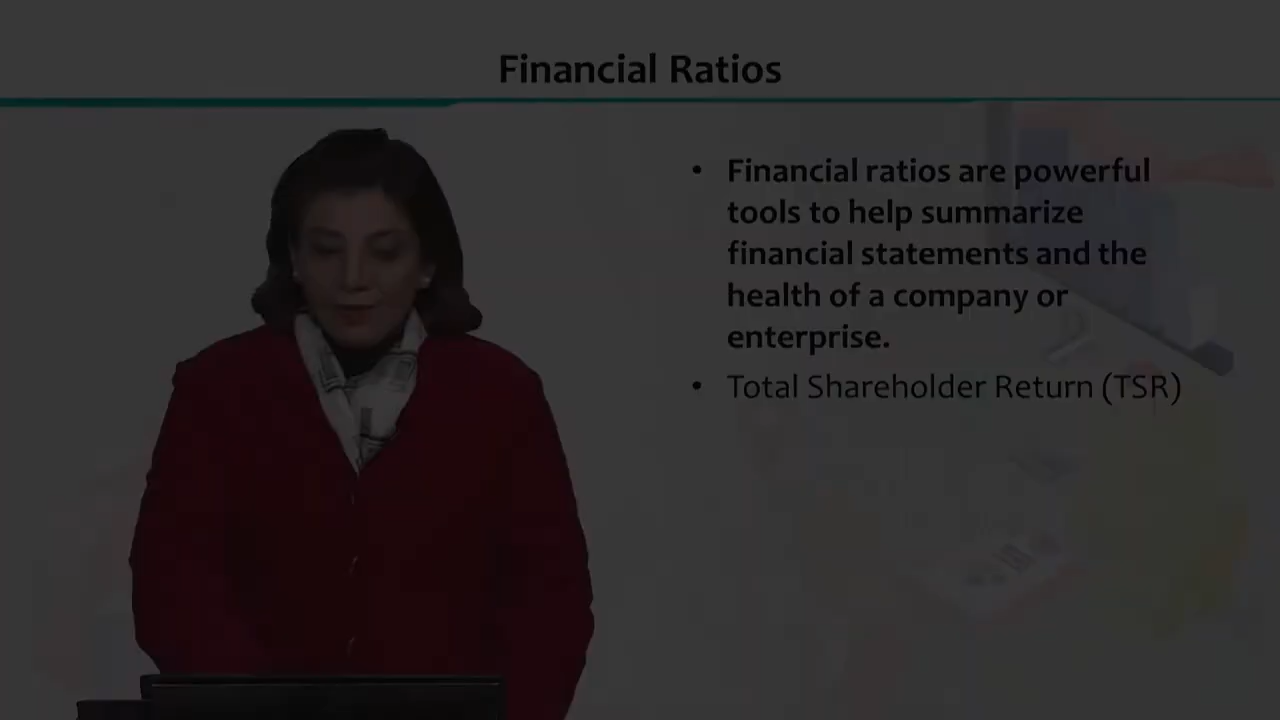 Financial Ratios
• Financial ratios are powerful
tools to help summarize
financial statements and the
health of a company or
enterprise.
• Total Shareholder Return (TSR)